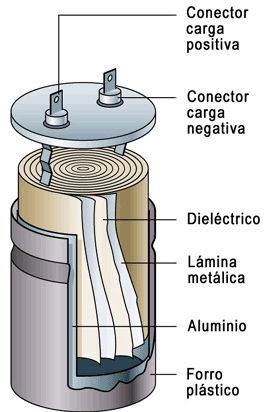 Conector
carga
positiva
Conector
carga
negativa
Dieléctrico
Lámina
metálica
Aluminio
Forro
plástico